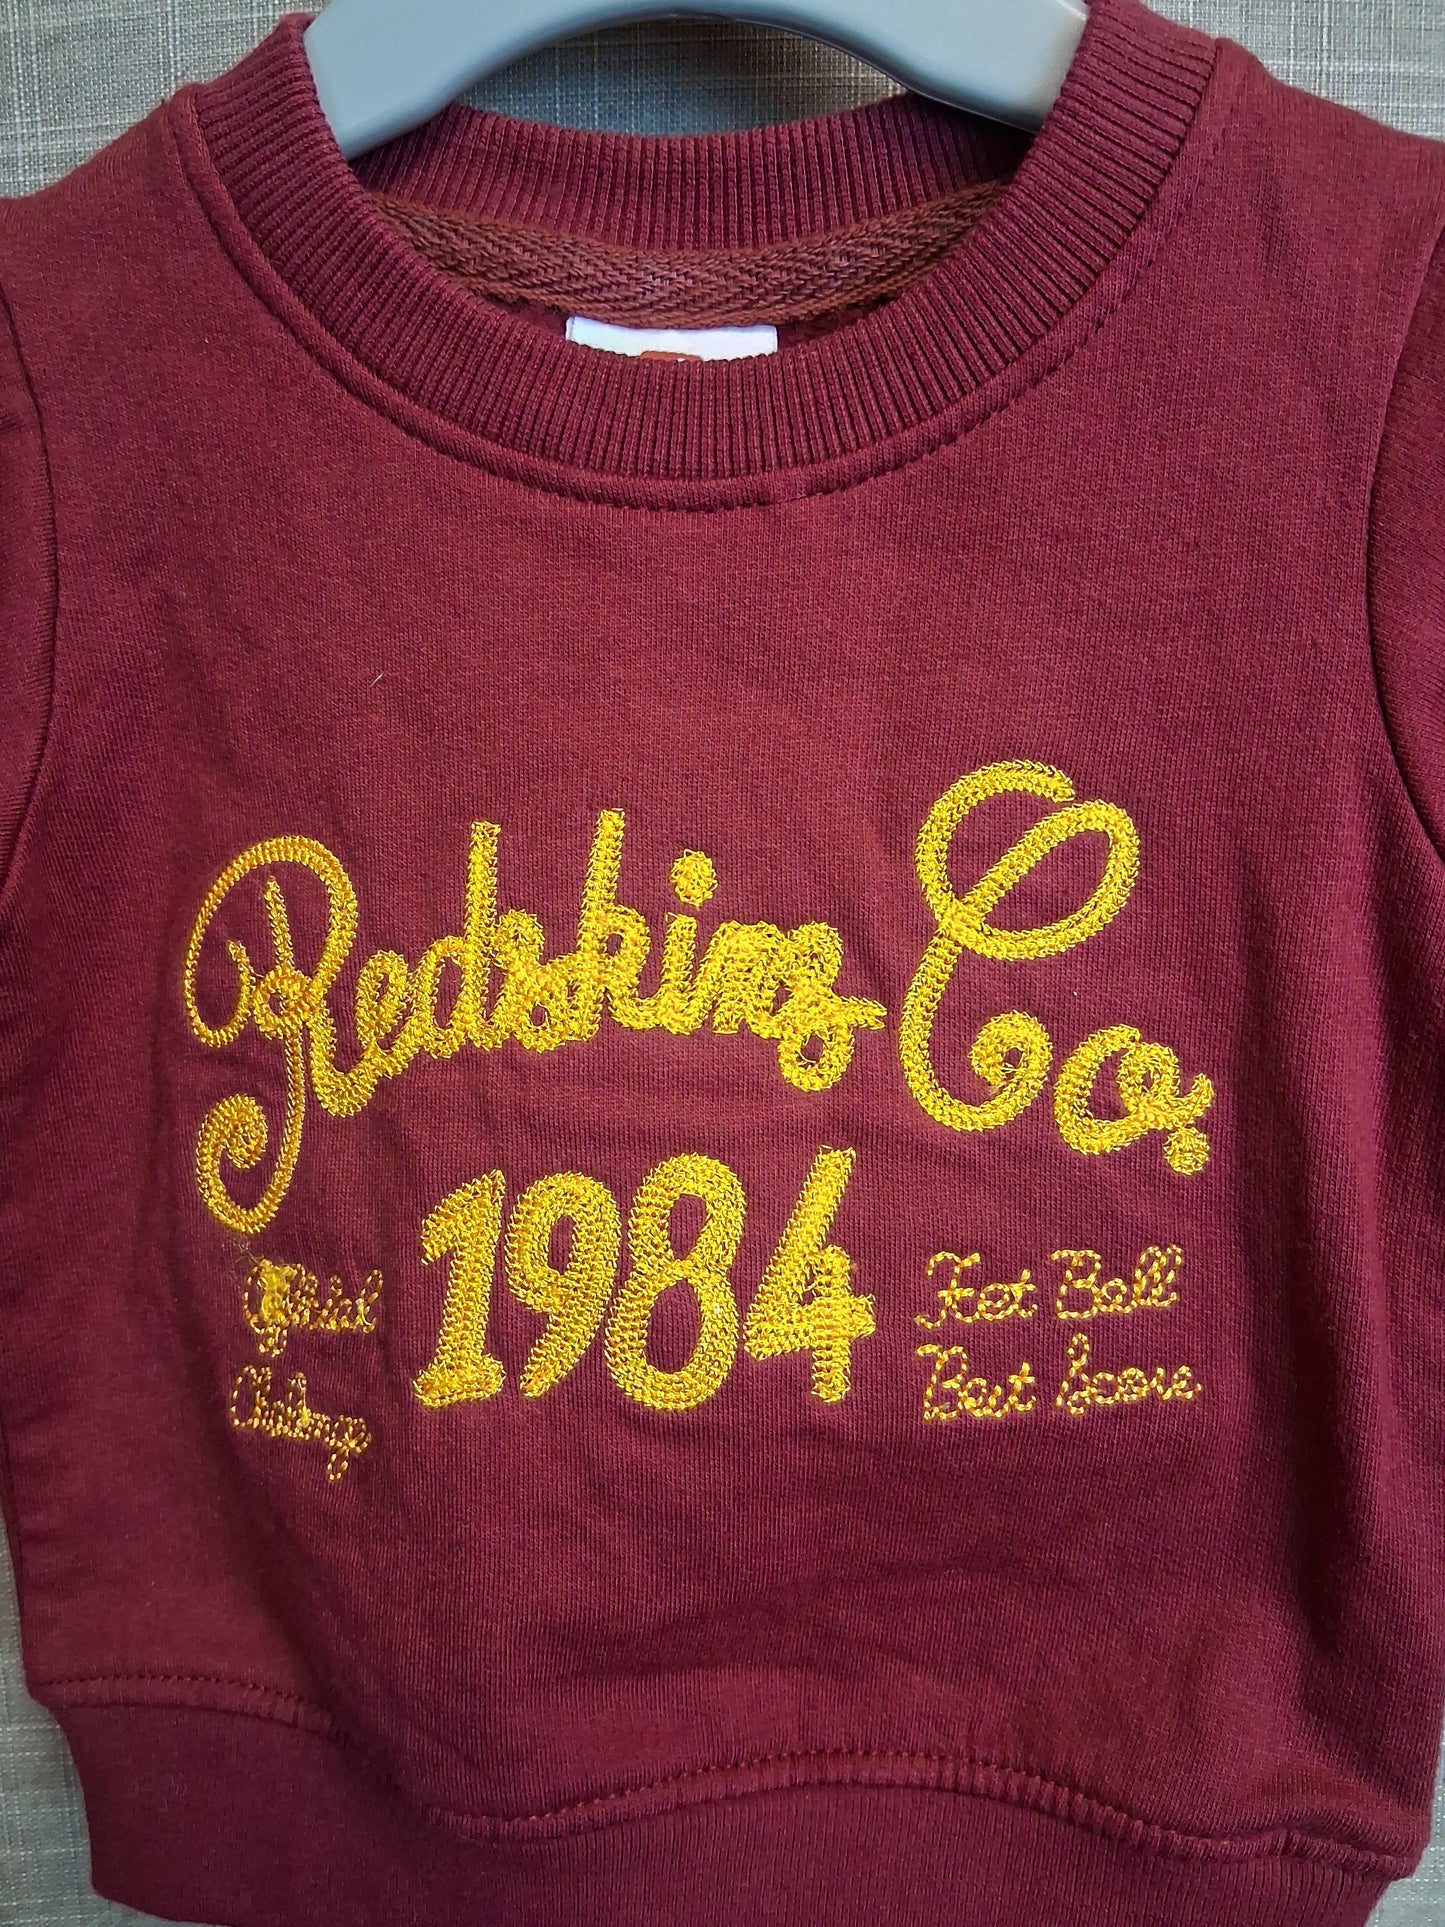 Redskins Co.
1984
Official
Challenge
Foot Ball
Best Score